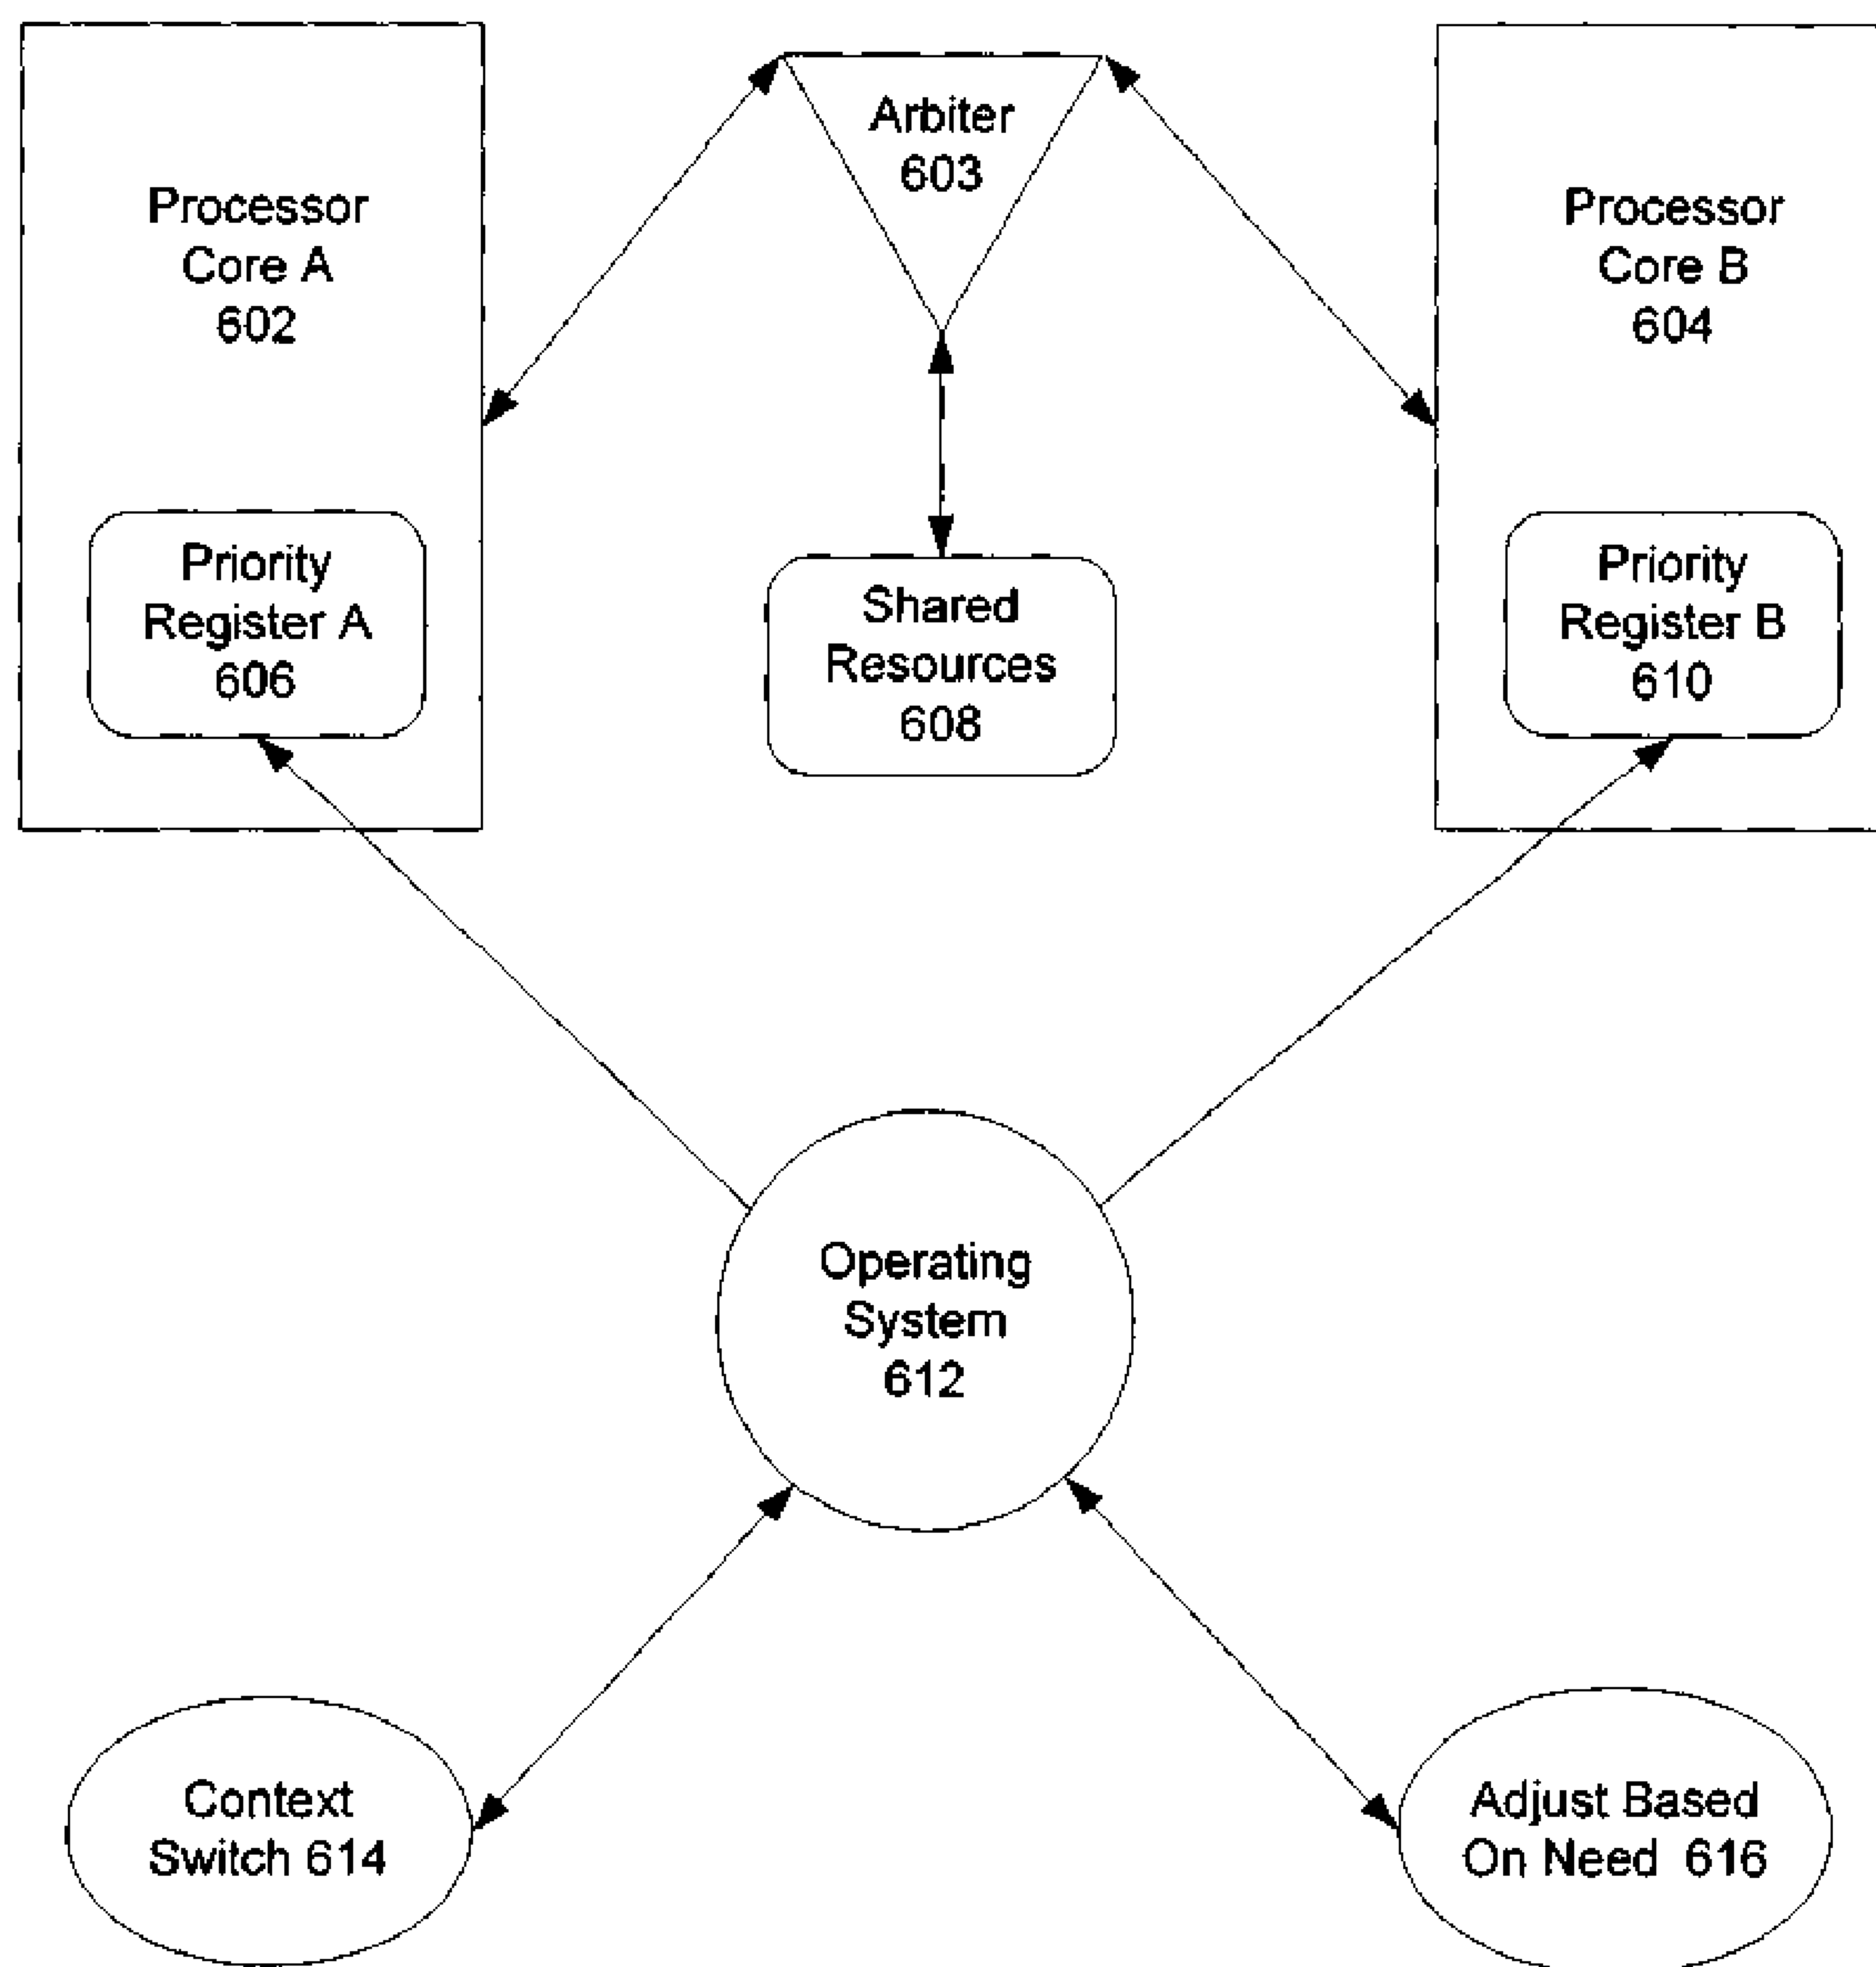 Processor
Core A
602
Arbiter
603
Processor
Core B
604
Priority
Register A
606
Shared
Resources
608
Priority
Register B
610
Operating
System
612
Context
Switch 614
Adjust Based
On Need 616